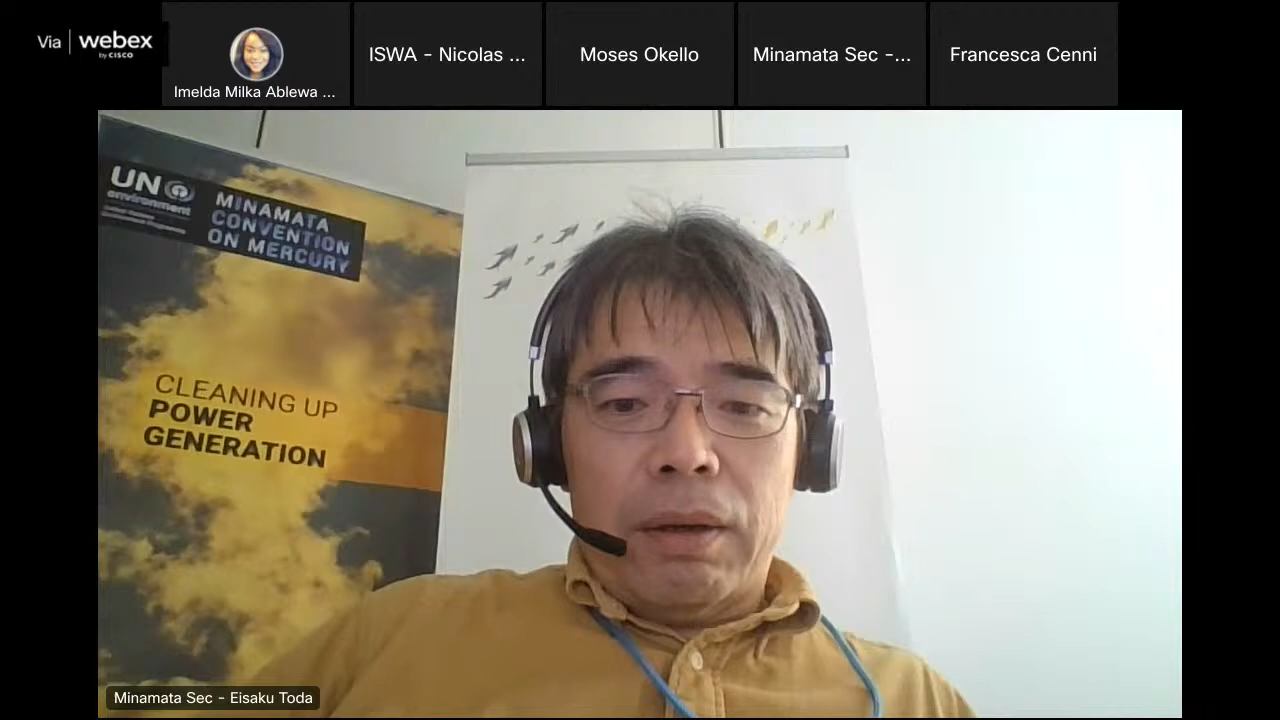 Via webex
by CISCO
Imelda Milka Ablewa ...
ISWA - Nicolas ...
Moses Okello
Minamata Sec -...
Francesca Cenni
UN
environment
MINAMATA
CONVENTION
ON MERCURY
CLEANING UP
POWER
GENERATION
Minamata Sec - Eisaku Toda